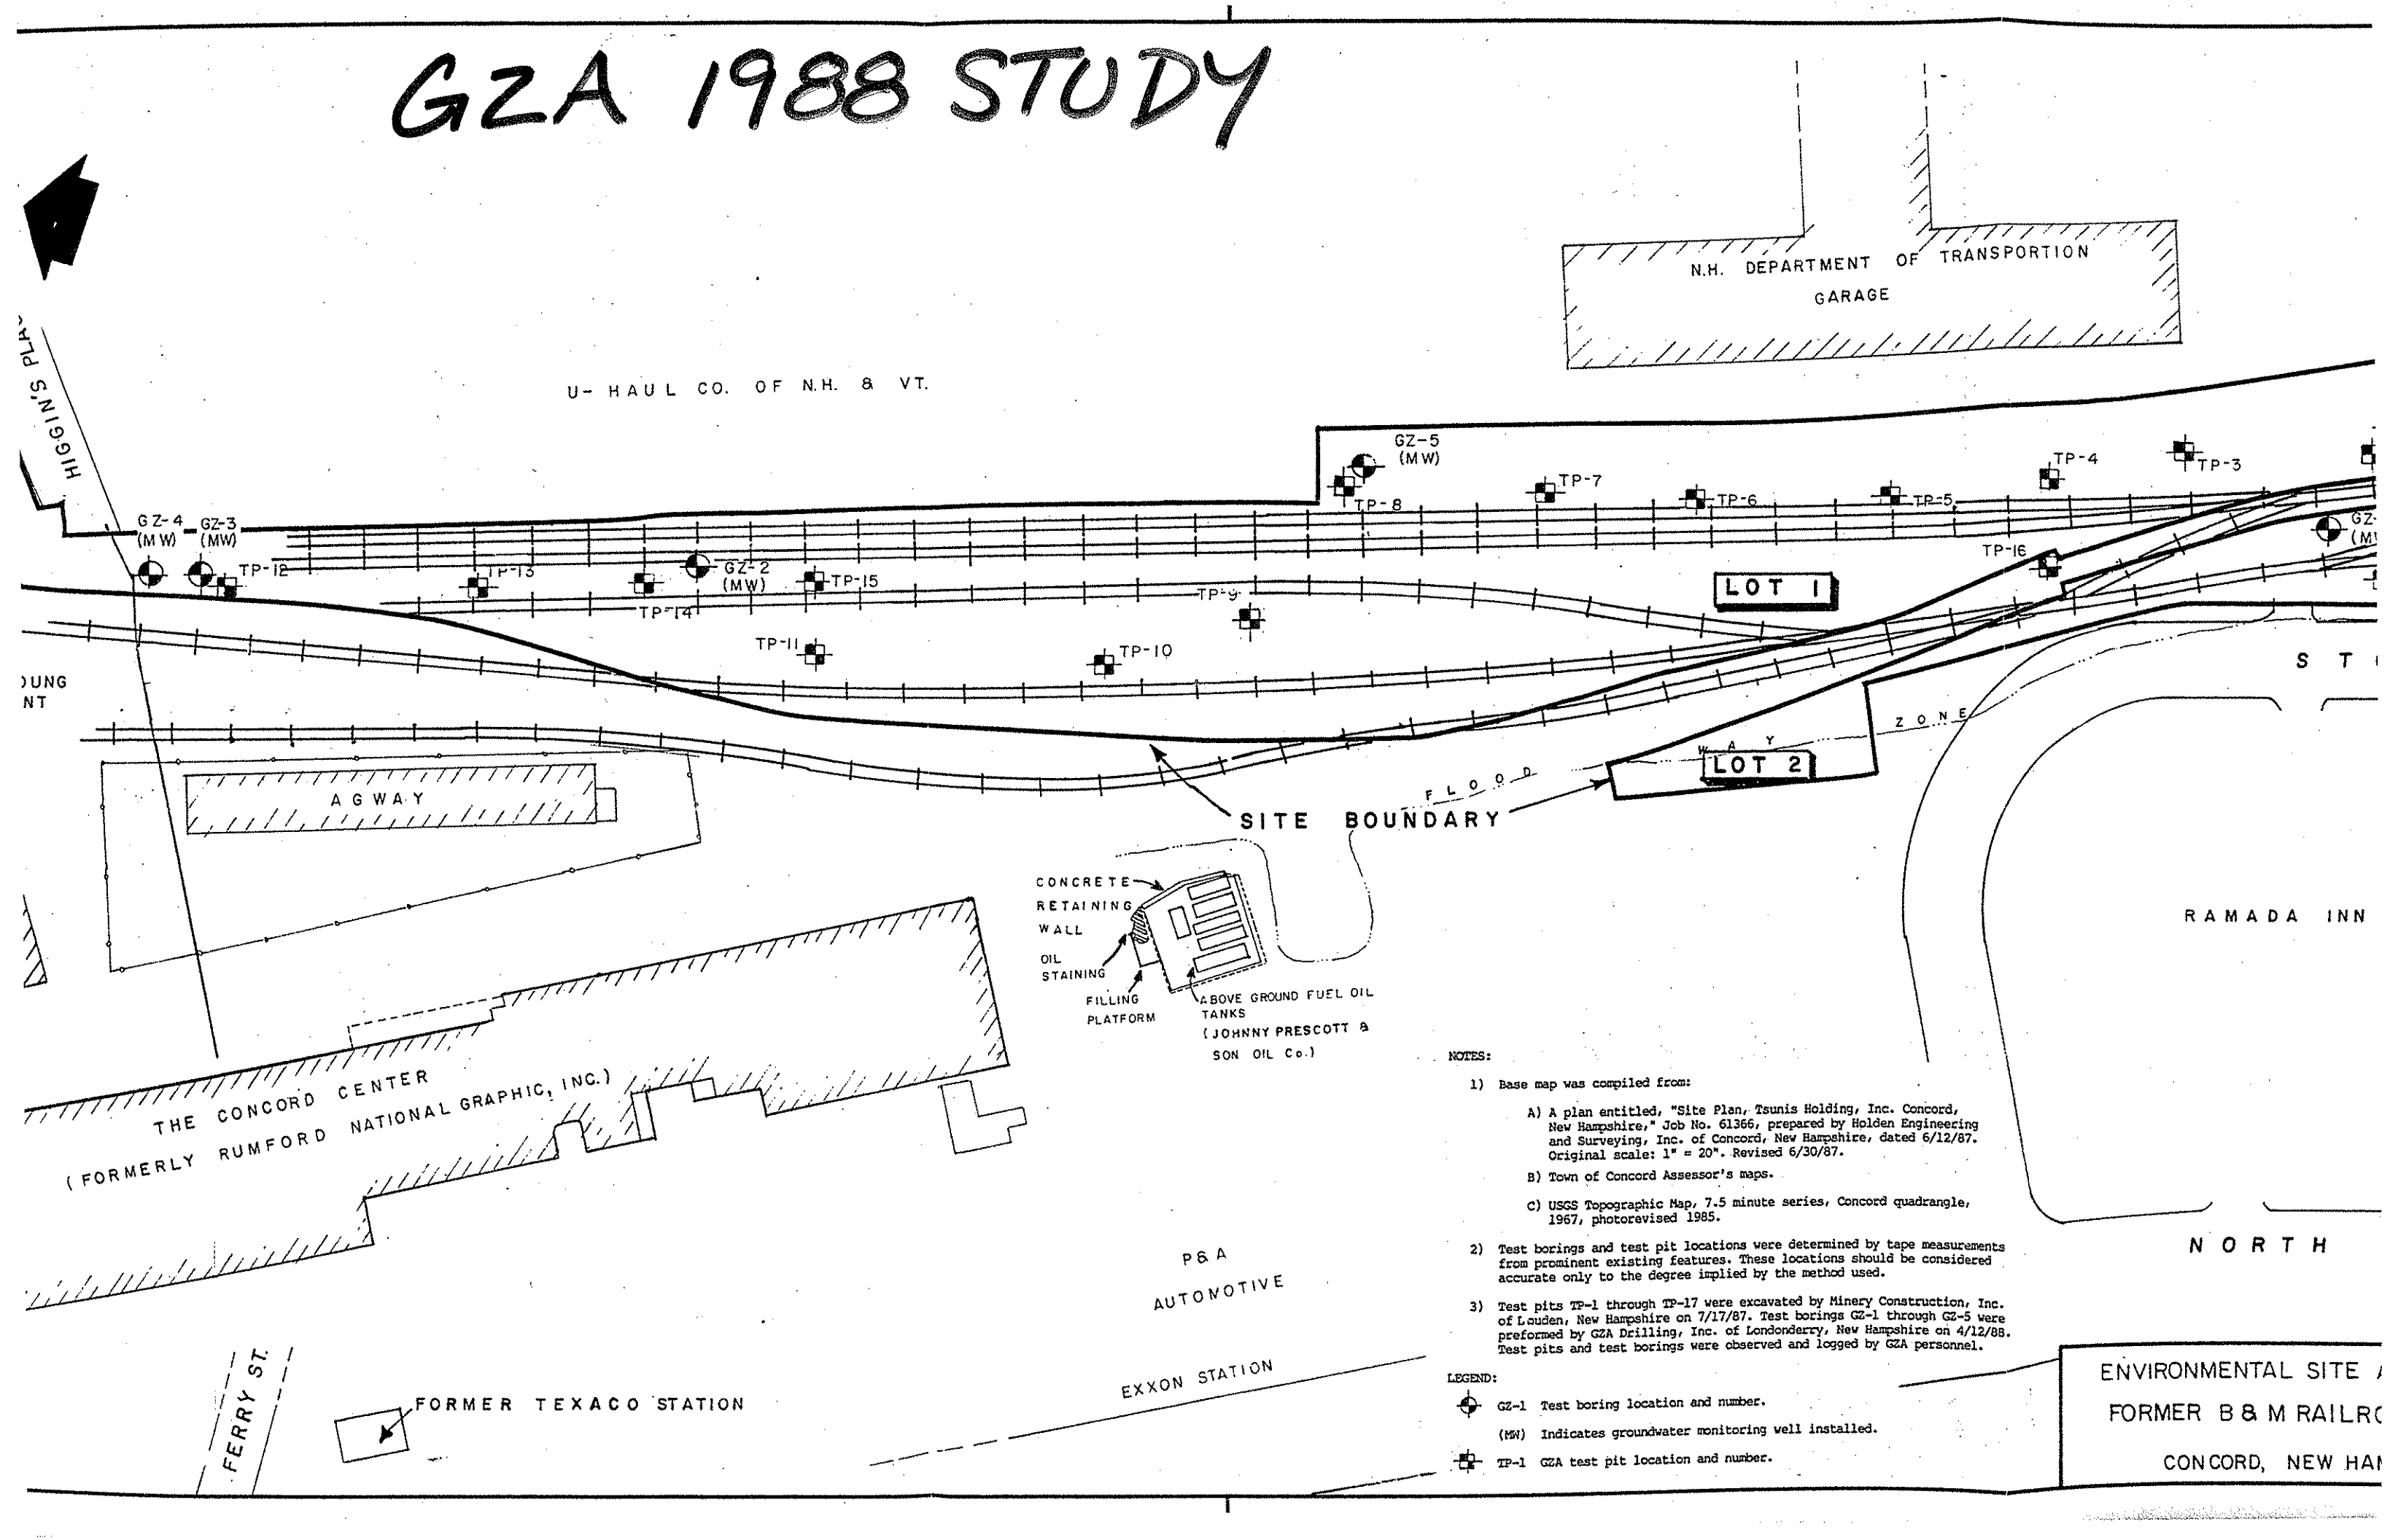 GZA 1988 STUDY
N.H. DEPARTMENT OF TRANSPORTION
GARAGE
HIGGIN'S
U-HAUL CO. OF N.H. & VT.
GZ-5
(MW)
TP-8
TP-7
TP-6
TP-5
TP-4
TP-3
GZ-4
(MW)
GZ-3
(MW)
TP-12
TP-13
TP-14
GZ-2
(MW)
TP-15
TP-9
TP-16
GZ-
LOT 1
TP-11
TP-10
OUNG
NT
S T
ZONE
WAY
LOT 2
FLOOD
AGWAY
SITE BOUNDARY
CONCRETE
RETAINING
WALL
OIL
STAINING
FILLING
PLATFORM
ABOVE GROUND FUEL OIL
TANKS
(JOHNNY PRESCOTT &
SON OIL Co.)
RAMADA INN
THE CONCORD CENTER
(FORMERLY RUMFORD NATIONAL GRAPHIC, INC.)
NORTH
P & A
AUTOMOTIVE
EXXON STATION
FERRY ST.
FORMER TEXACO STATION
NOTES:
1) Base map was compiled from:
A) A plan entitled, "Site Plan, Tsunis Holding, Inc. Concord,
New Hampshire," Job No. 61366, prepared by Holden Engineering
and Surveying, Inc. of Concord, New Hampshire, dated 6/12/87.
Original scale: 1" = 20". Revised 6/30/87.
B) Town of Concord Assessor's maps.
C) USGS Topographic Map, 7.5 minute series, Concord quadrangle,
1967, photorevised 1985.
2) Test borings and test pit locations were determined by tape measurements
from prominent existing features. These locations should be considered
accurate only to the degree implied by the method used.
3) Test pits TP-1 through TP-17 were excavated by Minery Construction, Inc.
of Louden, New Hampshire on 7/17/87. Test borings GZ-1 through GZ-5 were
preformed by GZA Drilling, Inc. of Londonderry, New Hampshire on 4/12/88.
Test pits and test borings were observed and logged by GZA personnel.
LEGEND:
GZ-1 Test boring location and number.
(MW) Indicates groundwater monitoring well installed.
TP-1 GZA test pit location and number.
ENVIRONMENTAL SITE
FORMER B & M RAILRO
CONCORD, NEW HAM